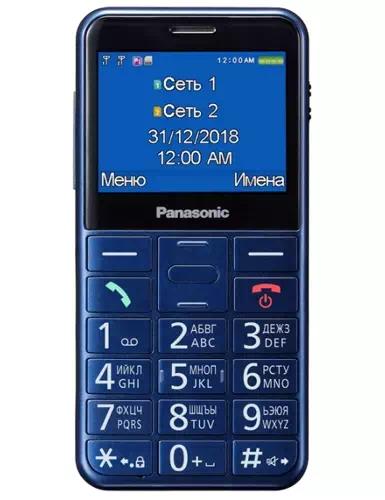 12:00 AM
1 Сеть 1
2 Сеть 2
31/12/2018
12:00 AM
Меню Имена
Panasonic
1 2 АБВГ ABC 3 ДЕЖЗ DEF
4 ИЙКЛ GHI 5 МНОП JKL 6 РСТУ MNO
7 ФХЦЧ PQRS 8 ШЩЪЫ TUV 9 ЬЭЮЯ WXYZ
* 0+ #